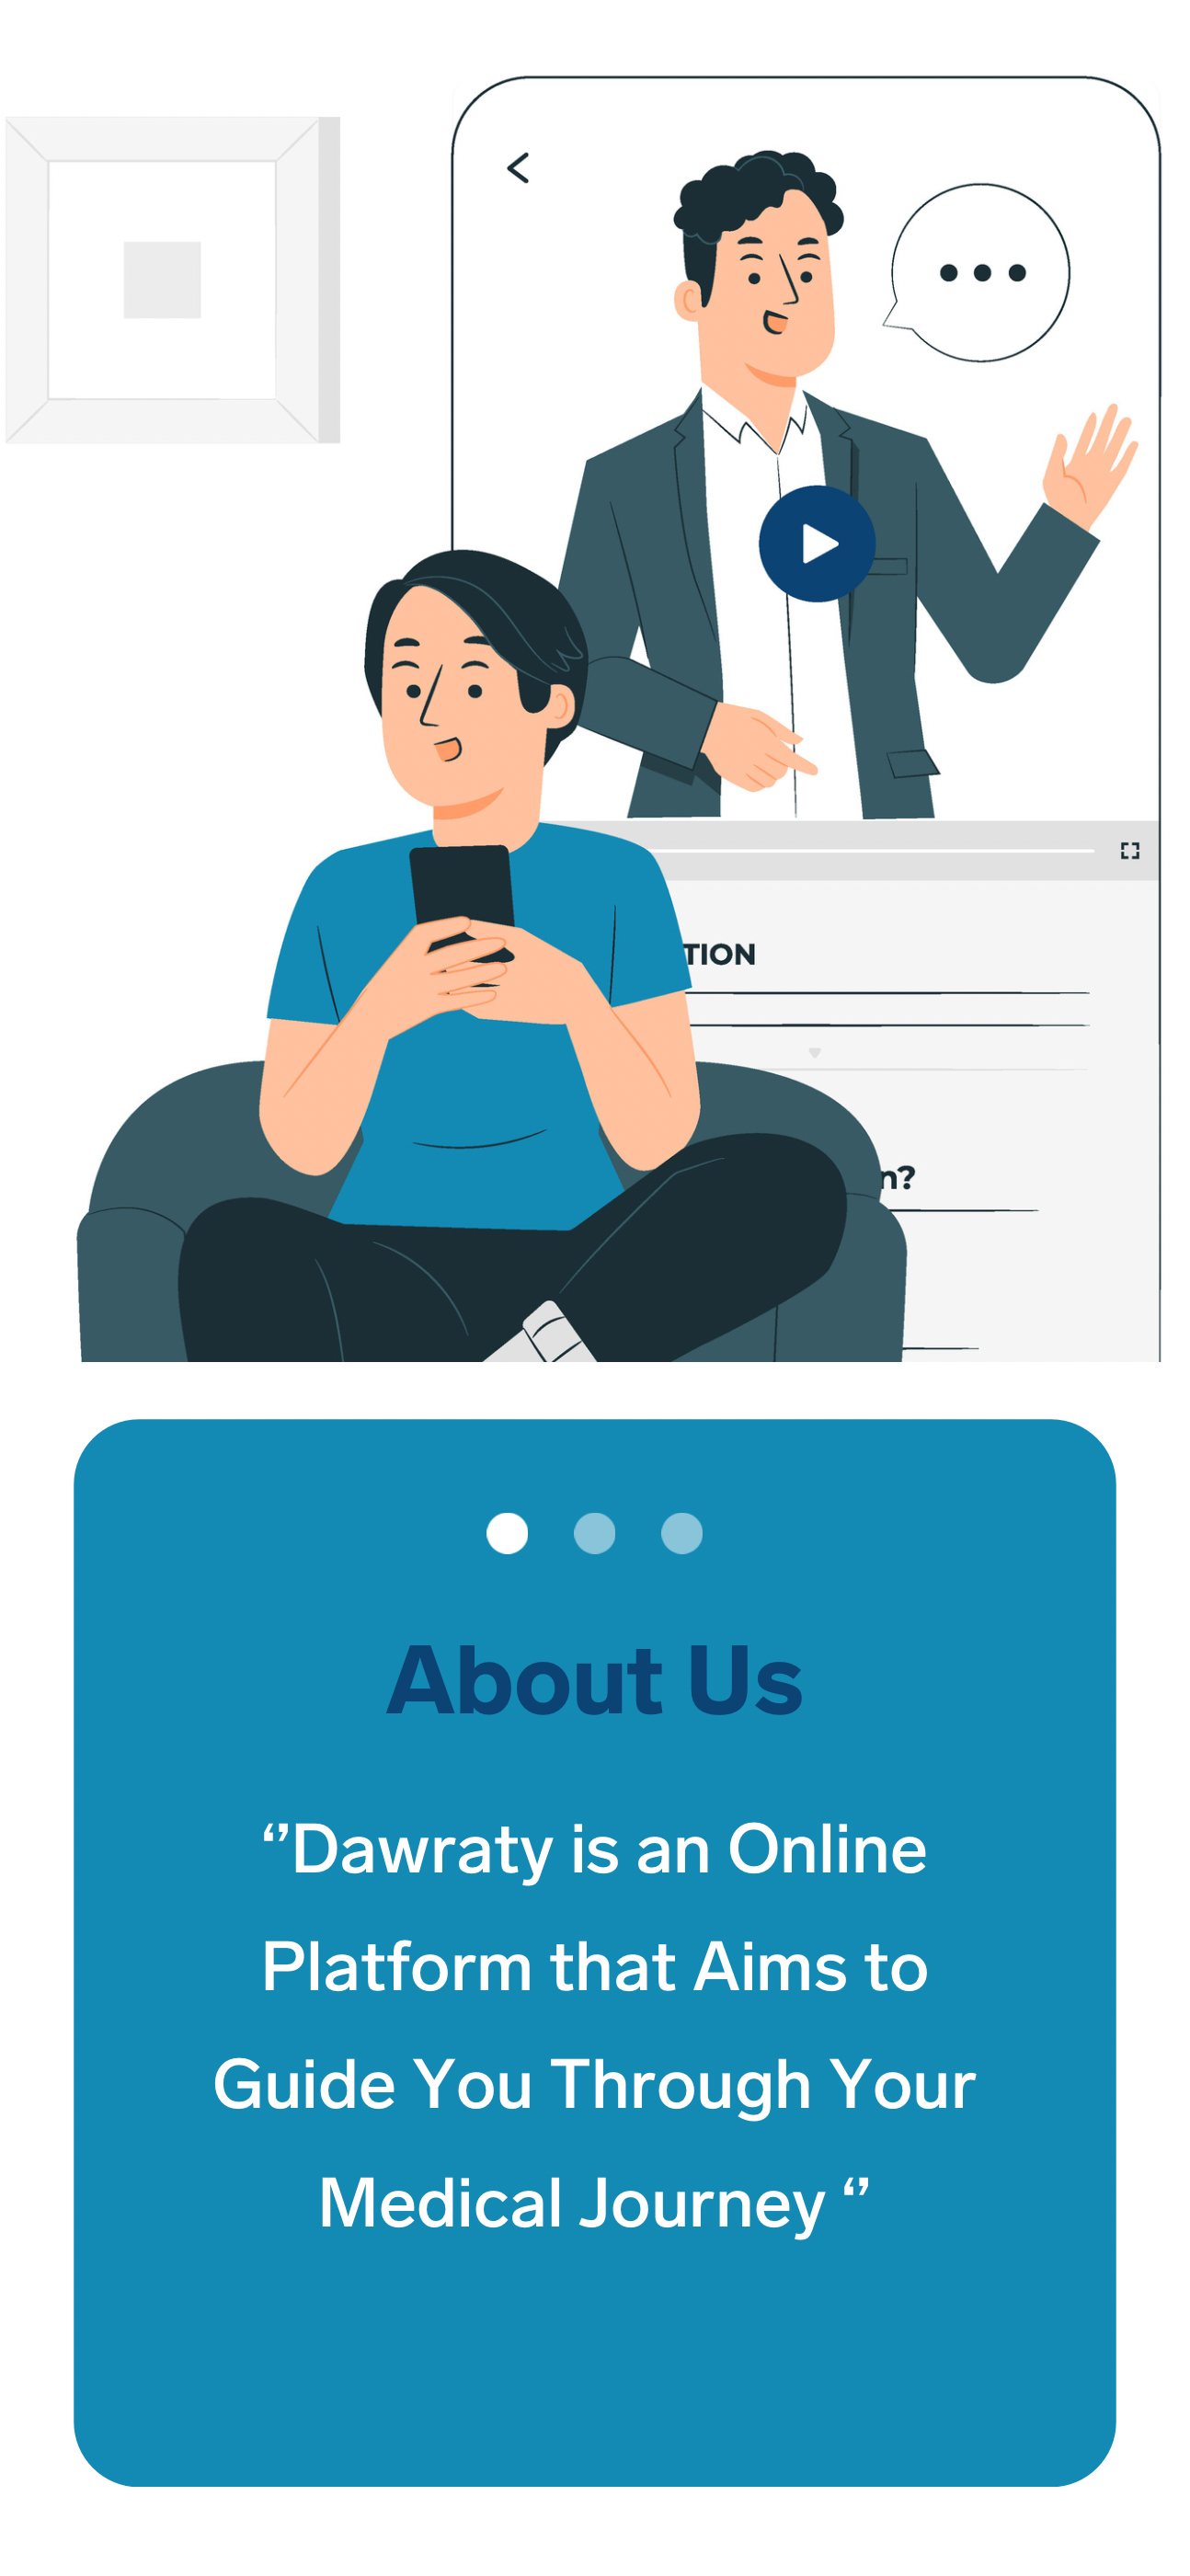 TION
n?
About Us
‘’Dawraty is an Online
Platform that Aims to
Guide You Through Your
Medical Journey ‘’